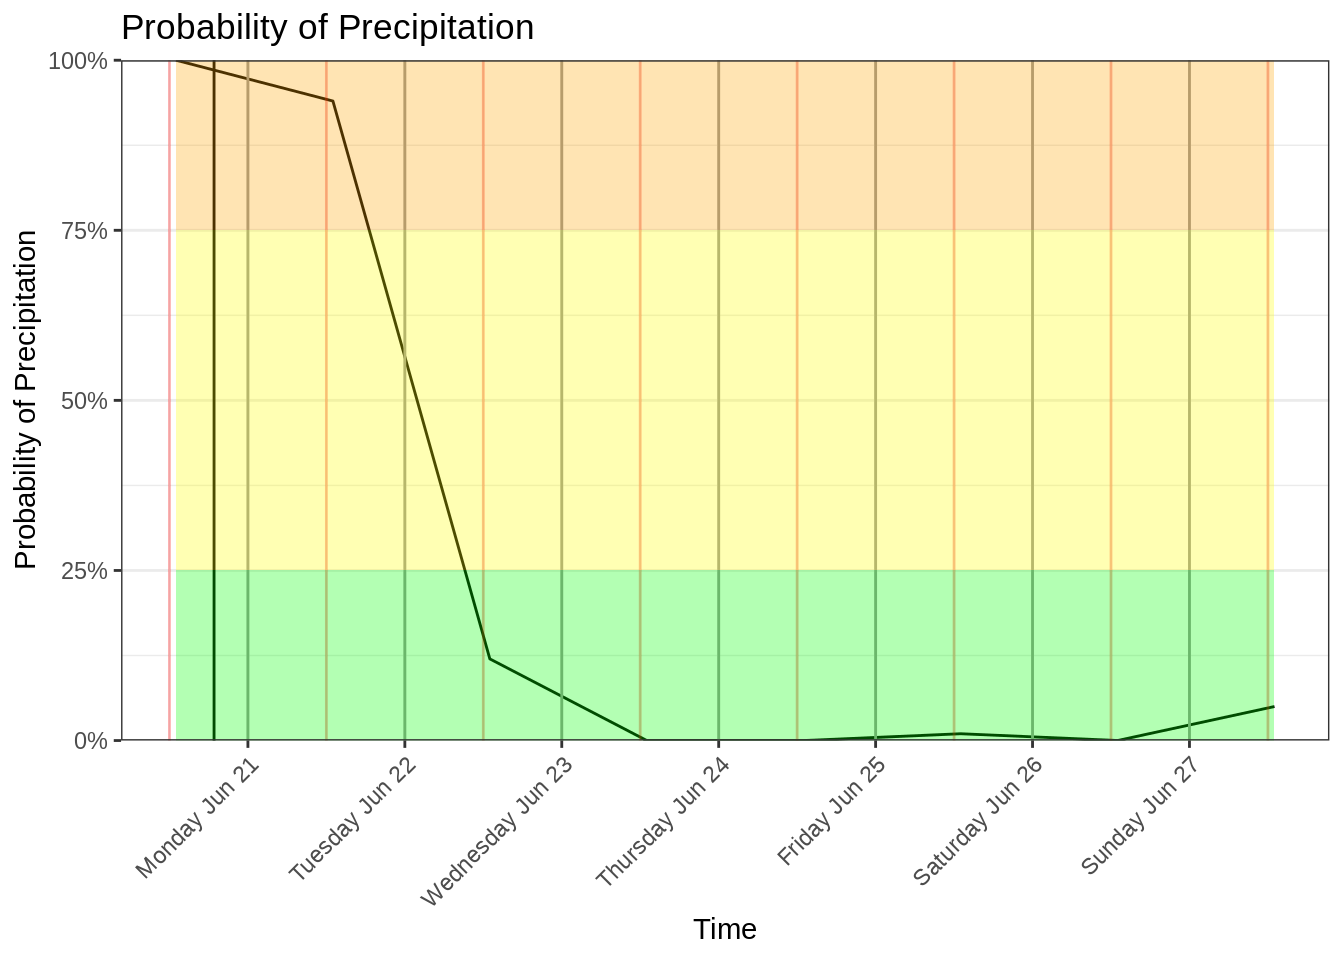 Probability of Precipitation
Probability of Precipitation
100%
75%
50%
25%
0%
Monday Jun 21
Tuesday Jun 22
Wednesday Jun 23
Thursday Jun 24
Friday Jun 25
Saturday Jun 26
Sunday Jun 27
Time